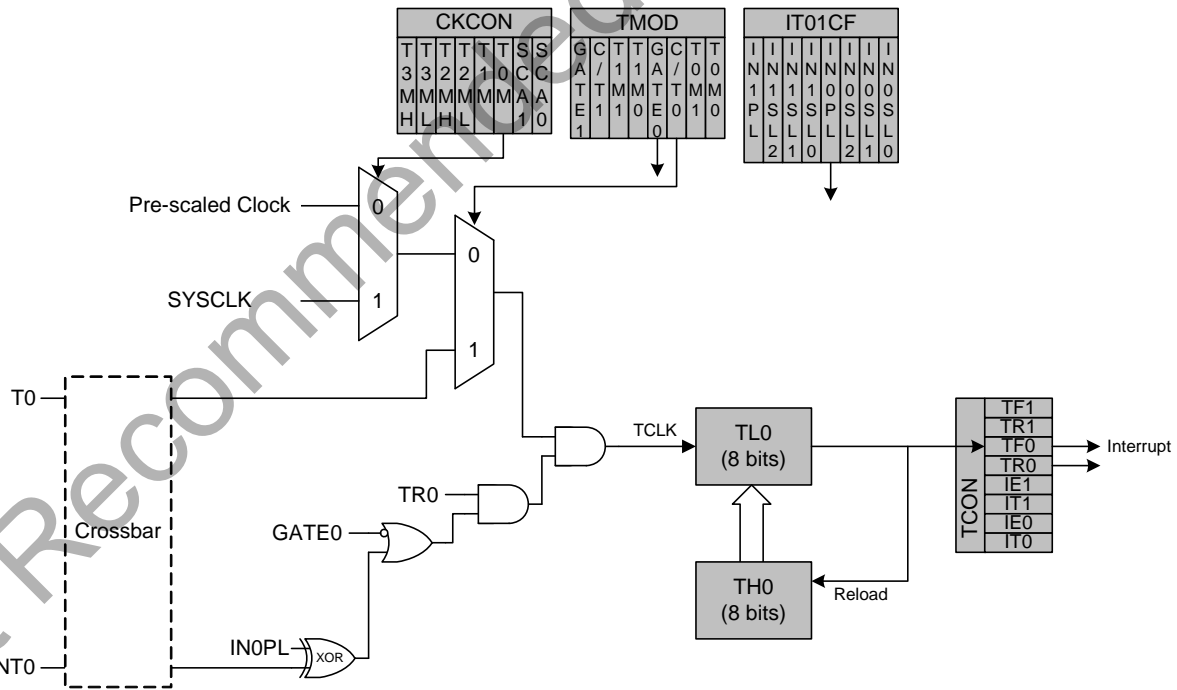 CKCON
T3MH
T3ML
T2MH
T2ML
T1M
T0M
SCA1
SCA0
TMOD
GATE1
C/T1
T1M1
T1M0
GATE0
C/T0
T0M1
T0M0
IT01CF
IN1PL
IN1SL2
IN1SL1
IN1SL0
IN0PL
IN0SL2
IN0SL1
IN0SL0
Pre-scaled Clock
0
SYSCLK
1
0
1
T0
Crossbar
TCLK
TL0
(8 bits)
TR0
GATE0
IN0PL
XOR
NT0
TH0
(8 bits)
Reload
TCON
TF1
TR1
TF0
TR0
IE1
IT1
IE0
IT0
Interrupt
Recommended